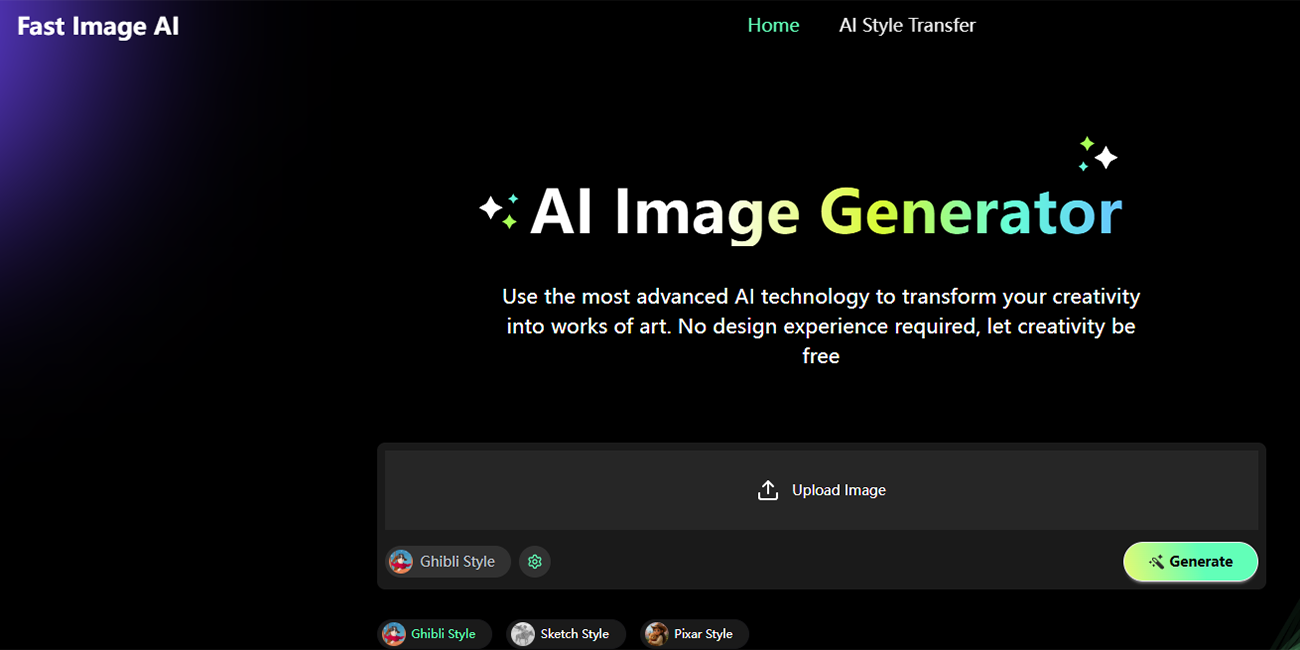 Fast Image AI
Home
AI Style Transfer
AI Image Generator
Use the most advanced AI technology to transform your creativity
into works of art. No design experience required, let creativity be
free
Upload Image
Ghibli Style
Generate
Ghibli Style
Sketch Style
Pixar Style